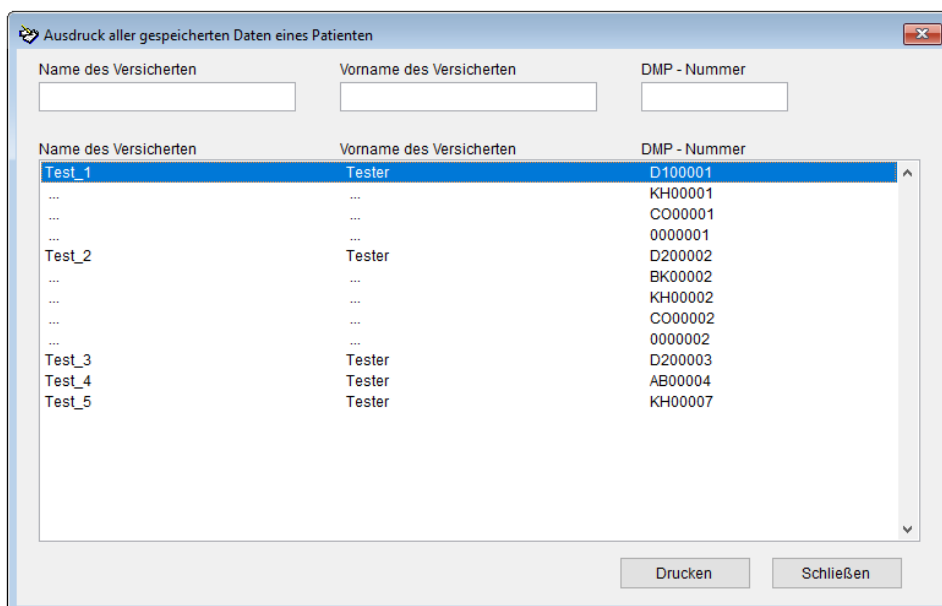 Ausdruck aller gespeicherten Daten eines Patienten
Name des Versicherten Vorname des Versicherten DMP - Nummer
Name des Versicherten Vorname des Versicherten DMP - Nummer
Test_1 Tester D100001
... ... KH00001
... ... CO00001
... ... 0000001
Test_2 Tester D200002
... ... BK00002
... ... KH00002
... ... CO00002
... ... 0000002
Test_3 Tester D200003
Test_4 Tester AB00004
Test_5 Tester KH00007
Drucken Schließen